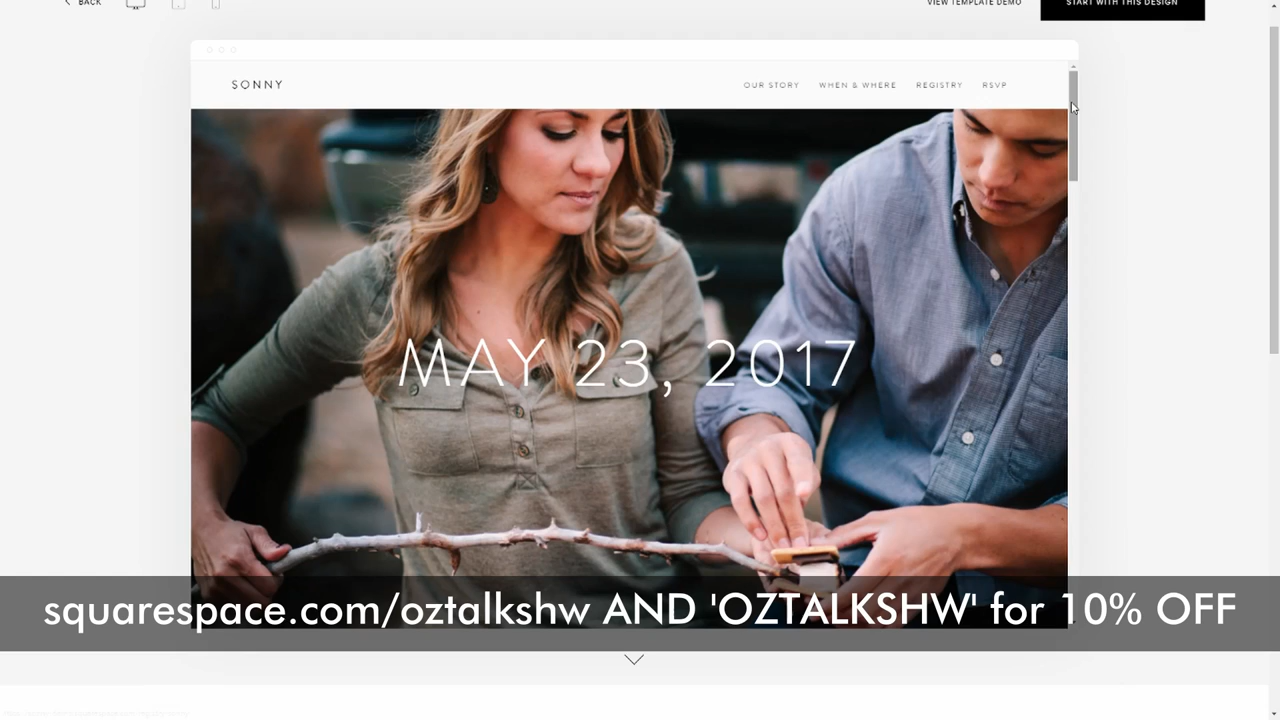 BACK
VIEW TEMPLATE DEMO
START WITH THIS DESIGN
SONNY
OUR STORY WHEN & WHERE REGISTRY RSVP
MAY 23, 2017
squarespace.com/oztalkshw AND 'OZTALKSHW' for 10% OFF